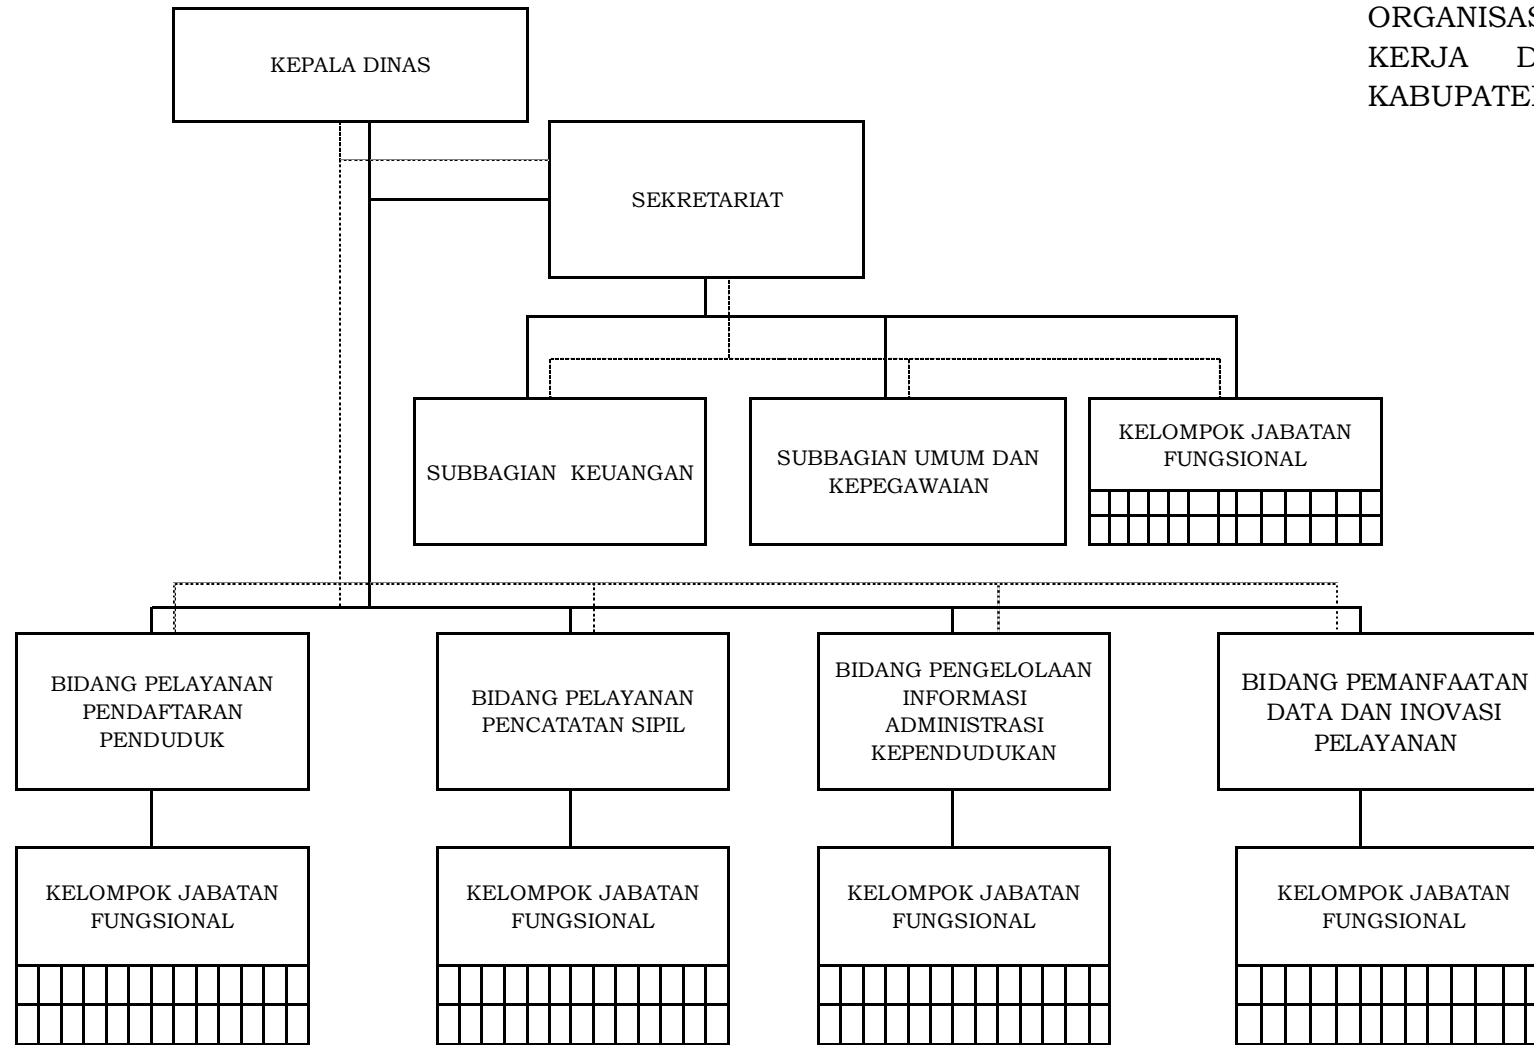 ORGANISAS
KERJA D
KABUPATE
KEPALA DINAS
SEKRETARIAT
SUBBAGIAN KEUANGAN
SUBBAGIAN UMUM DAN
KEPEGAWAIAN
KELOMPOK JABATAN
FUNGSIONAL
BIDANG PELAYANAN
PENDAFTARAN
PENDUDUK
BIDANG PELAYANAN
PENCATATAN SIPIL
BIDANG PENGELOLAAN
INFORMASI
ADMINISTRASI
KEPENDUDUKAN
BIDANG PEMANFAATAN
DATA DAN INOVASI
PELAYANAN
KELOMPOK JABATAN
FUNGSIONAL
KELOMPOK JABATAN
FUNGSIONAL
KELOMPOK JABATAN
FUNGSIONAL
KELOMPOK JABATAN
FUNGSIONAL